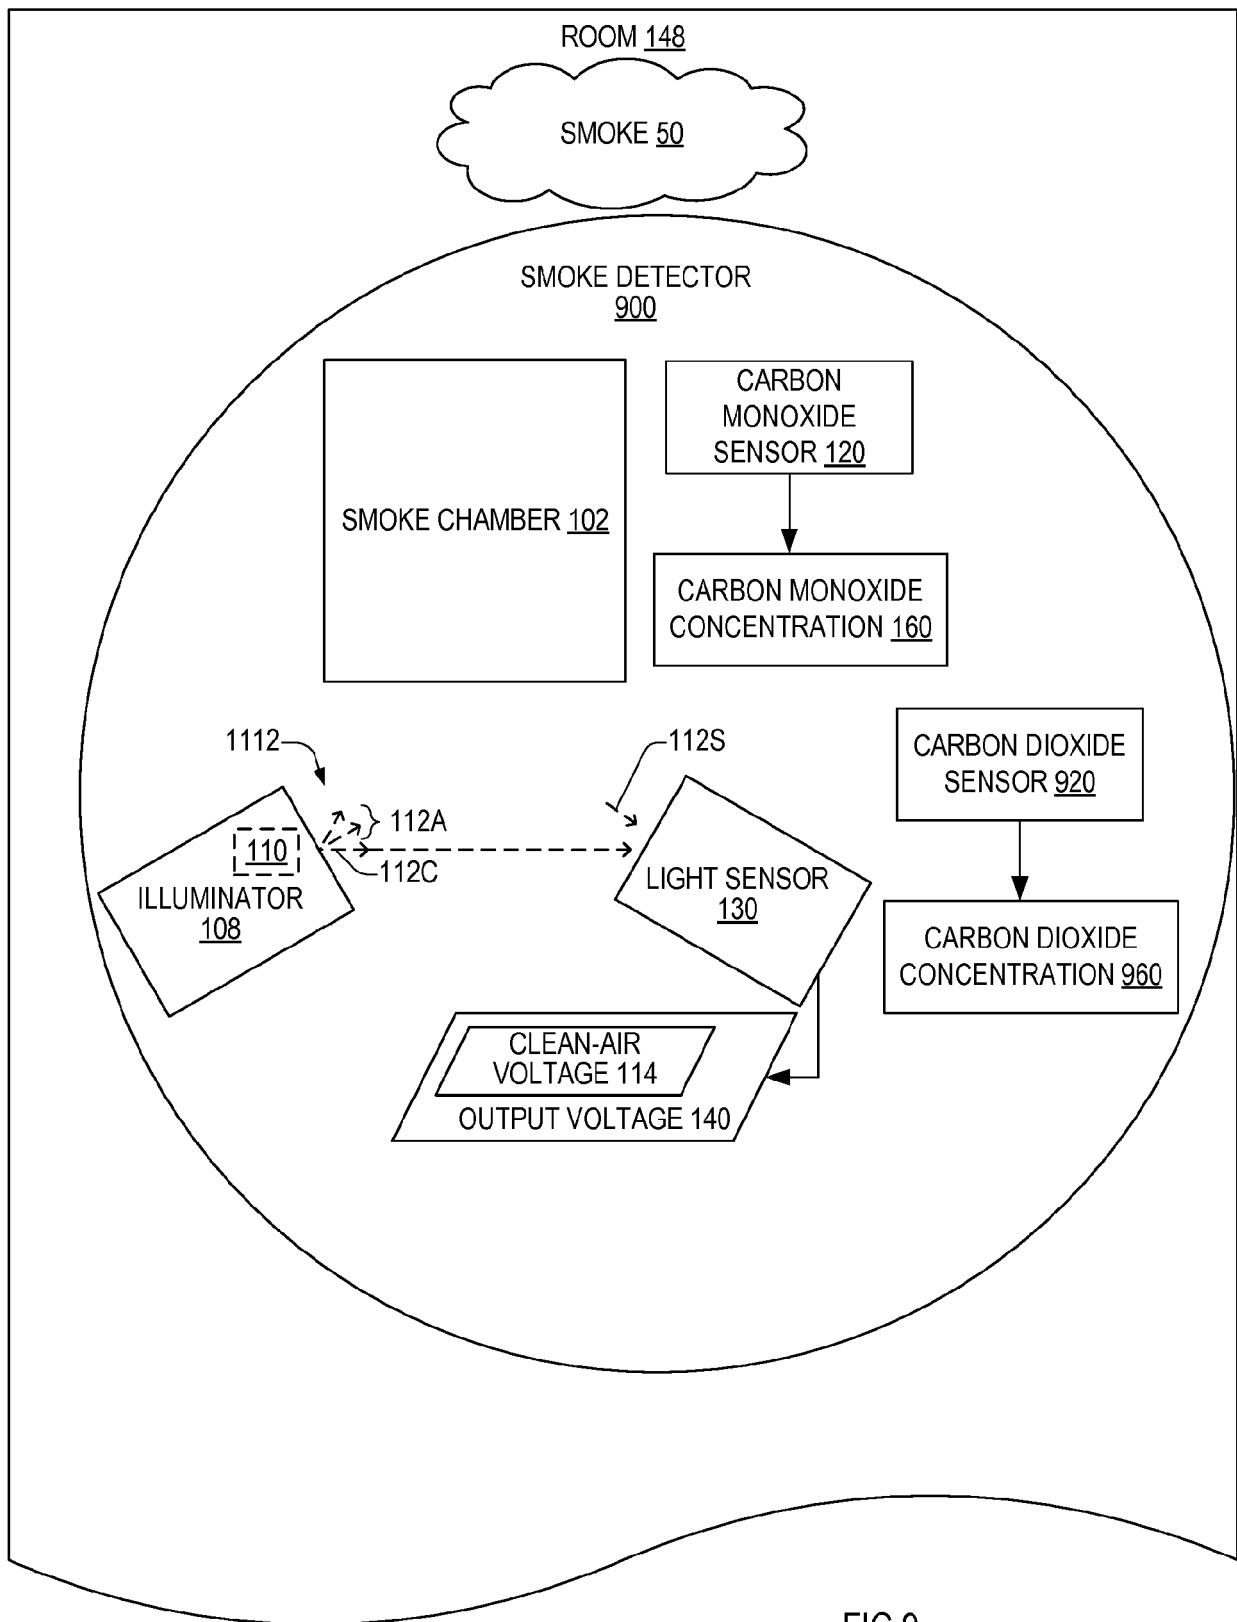 ROOM 148
SMOKE 50
SMOKE DETECTOR
900
SMOKE CHAMBER 102
CARBON
MONOXIDE
SENSOR 120
CARBON MONOXIDE
CONCENTRATION 160
1112
112S
112A
112C
110
ILLUMINATOR
108
LIGHT SENSOR
130
CARBON DIOXIDE
SENSOR 920
CARBON DIOXIDE
CONCENTRATION 960
CLEAN-AIR
VOLTAGE 114
OUTPUT VOLTAGE 140
FIG 9